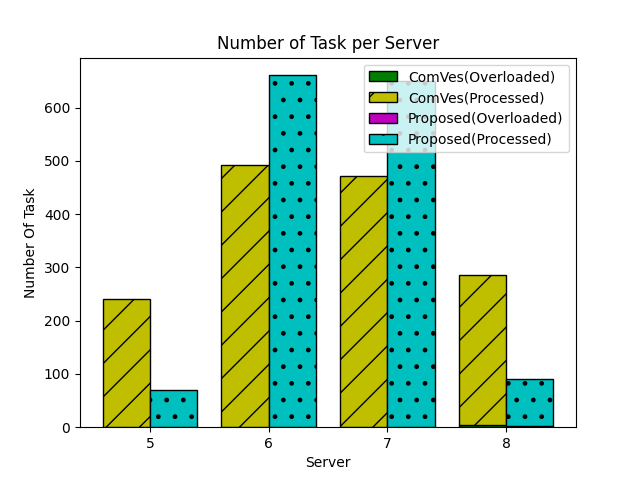 Number of Task per Server
ComVes(Overloaded)
ComVes(Processed)
Proposed(Overloaded)
Proposed(Processed)
Number Of Task
600
500
400
300
200
100
0
5 6 7 8
Server